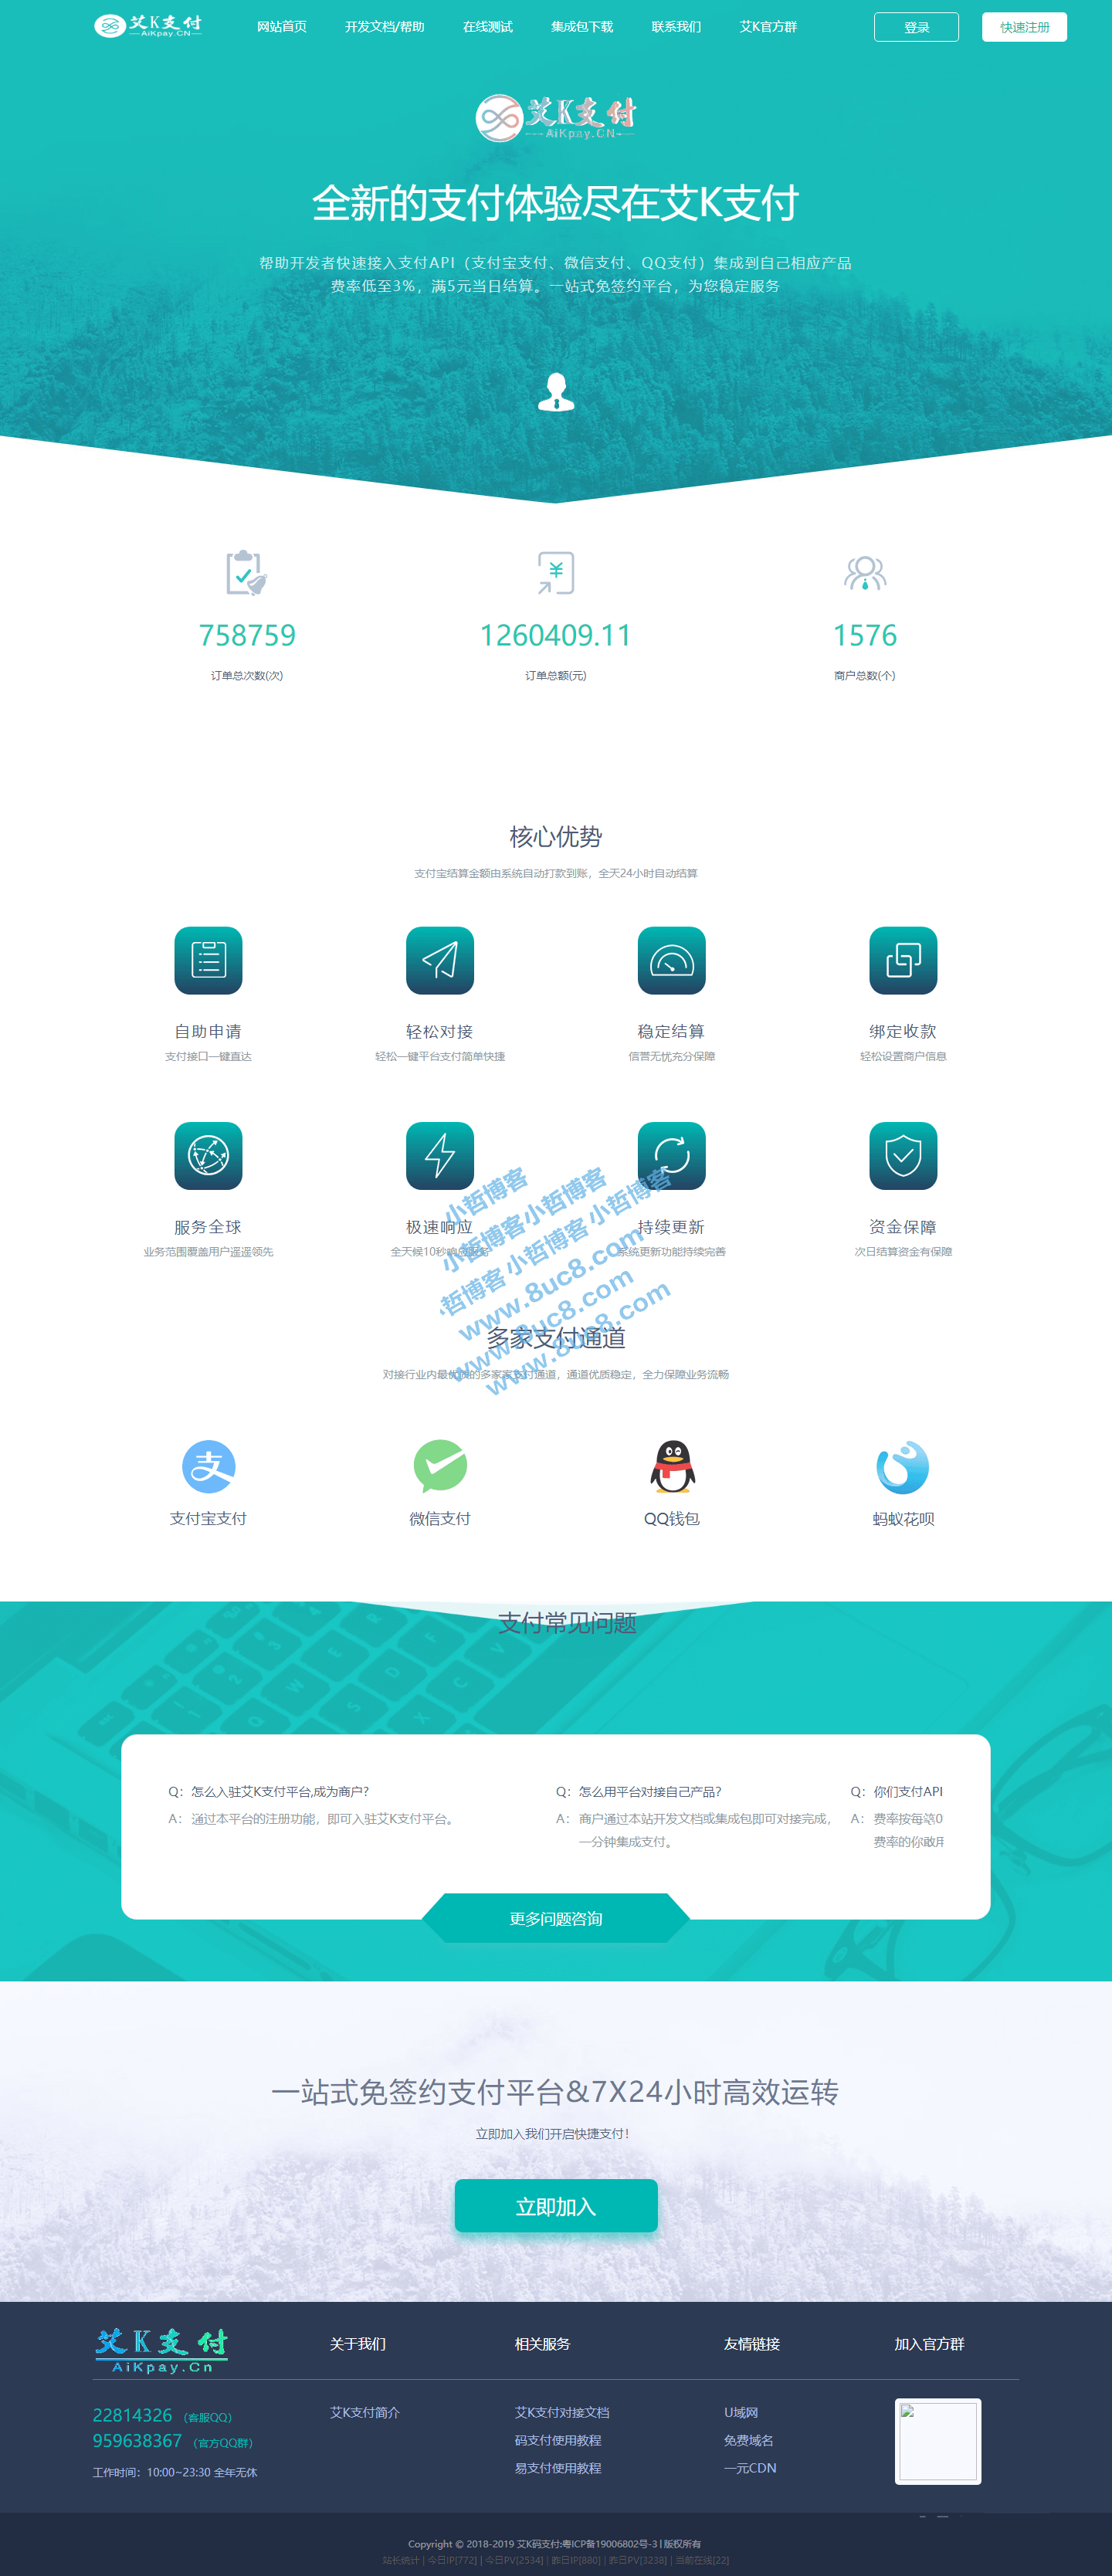 艾K支付
AiKpay.CN
网站首页 开发文档/帮助 在线测试 集成包下载 联系我们 艾K官方群 登录 快速注册
艾K支付
AiKpay.CN
全新的支付体验尽在艾K支付
帮助开发者快速接入支付API（支付宝支付、微信支付、QQ支付）集成到自己相应产品
费率低至3%，满5元当日结算。一站式免签约平台，为您稳定服务
758759 1260409.11 1576
订单总次数(次) 订单总额(元) 商户总数(个)
核心优势
支付宝结算金额由系统自动打款到账，全天24小时自动结算
自助申请 轻松对接 稳定结算 绑定收款
支付接口一键直达 轻松一键平台支付简单快捷 信誉无忧充分保障 轻松设置商户信息
服务全球 极速响应 持续更新 资金保障
业务范围覆盖用户遥遥领先 全天候10秒响应服务 系统更新功能持续完善 次日结算资金有保障
小哲博客
小哲博客小哲博客
小哲博客 小哲博客 小哲博客
www.8uc8.com
www.8uc8.com
www.8uc8.com
多家支付通道
对接行业内最优质的多家家支付通道，通道优质稳定，全力保障业务流畅
支付宝支付 微信支付 QQ钱包 蚂蚁花呗
支付常见问题
Q：怎么入驻艾K支付平台,成为商户?
A：通过本平台的注册功能，即可入驻艾K支付平台。
Q：怎么用平台对接自己产品?
A：商户通过本站开发文档或集成包即可对接完成，
一分钟集成支付。
Q：你们支付API
A：费率按每笔0
费率的你敢用
更多问题咨询
一站式免签约支付平台&7X24小时高效运转
立即加入我们开启快捷支付！
立即加入
艾K支付
AiKpay.Cn
关于我们 相关服务 友情链接 加入官方群
22814326（客服QQ）
959638367（官方QQ群）
工作时间：10:00~23:30 全年无休
艾K支付简介
艾K支付对接文档
码支付使用教程
易支付使用教程
U域网
免费域名
一元CDN
Copyright © 2018-2019 艾K码支付;粤ICP备19006802号-3 | 版权所有
站长统计 | 今日IP[772] | 今日PV[2534] | 昨日IP[880] | 昨日PV[3238] | 当前在线[22]